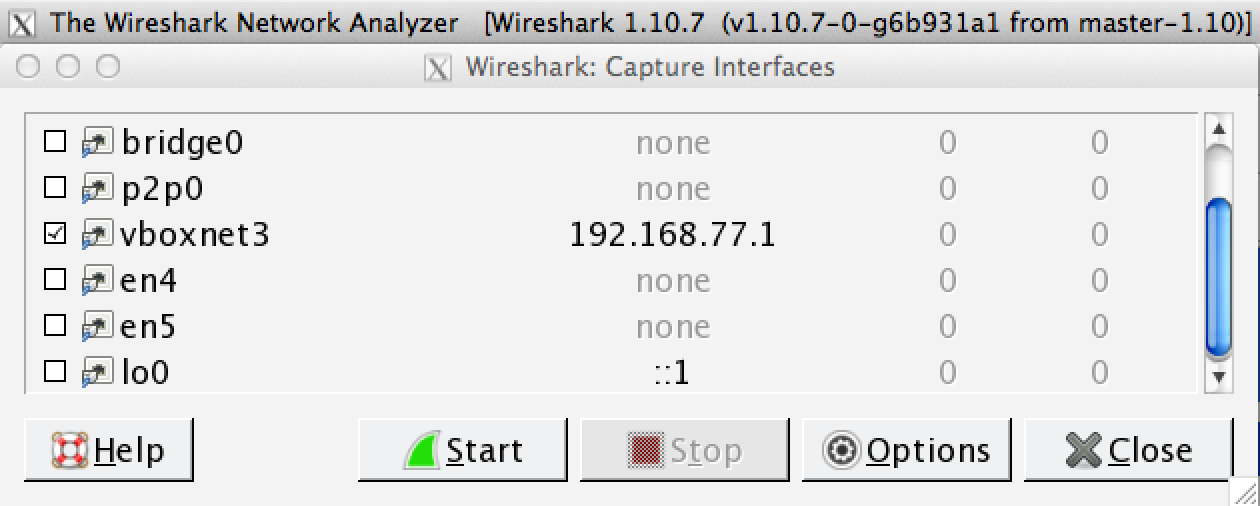 The Wireshark Network Analyzer [Wireshark 1.10.7 (v1.10.7-0-g6b931a1 from master-1.10)]
Wireshark: Capture Interfaces
bridge0 none 0 0
p2p0 none 0 0
vboxnet3 192.168.77.1 0 0
en4 none 0 0
en5 none 0 0
lo0 ::1 0 0
Help Start Stop Options Close